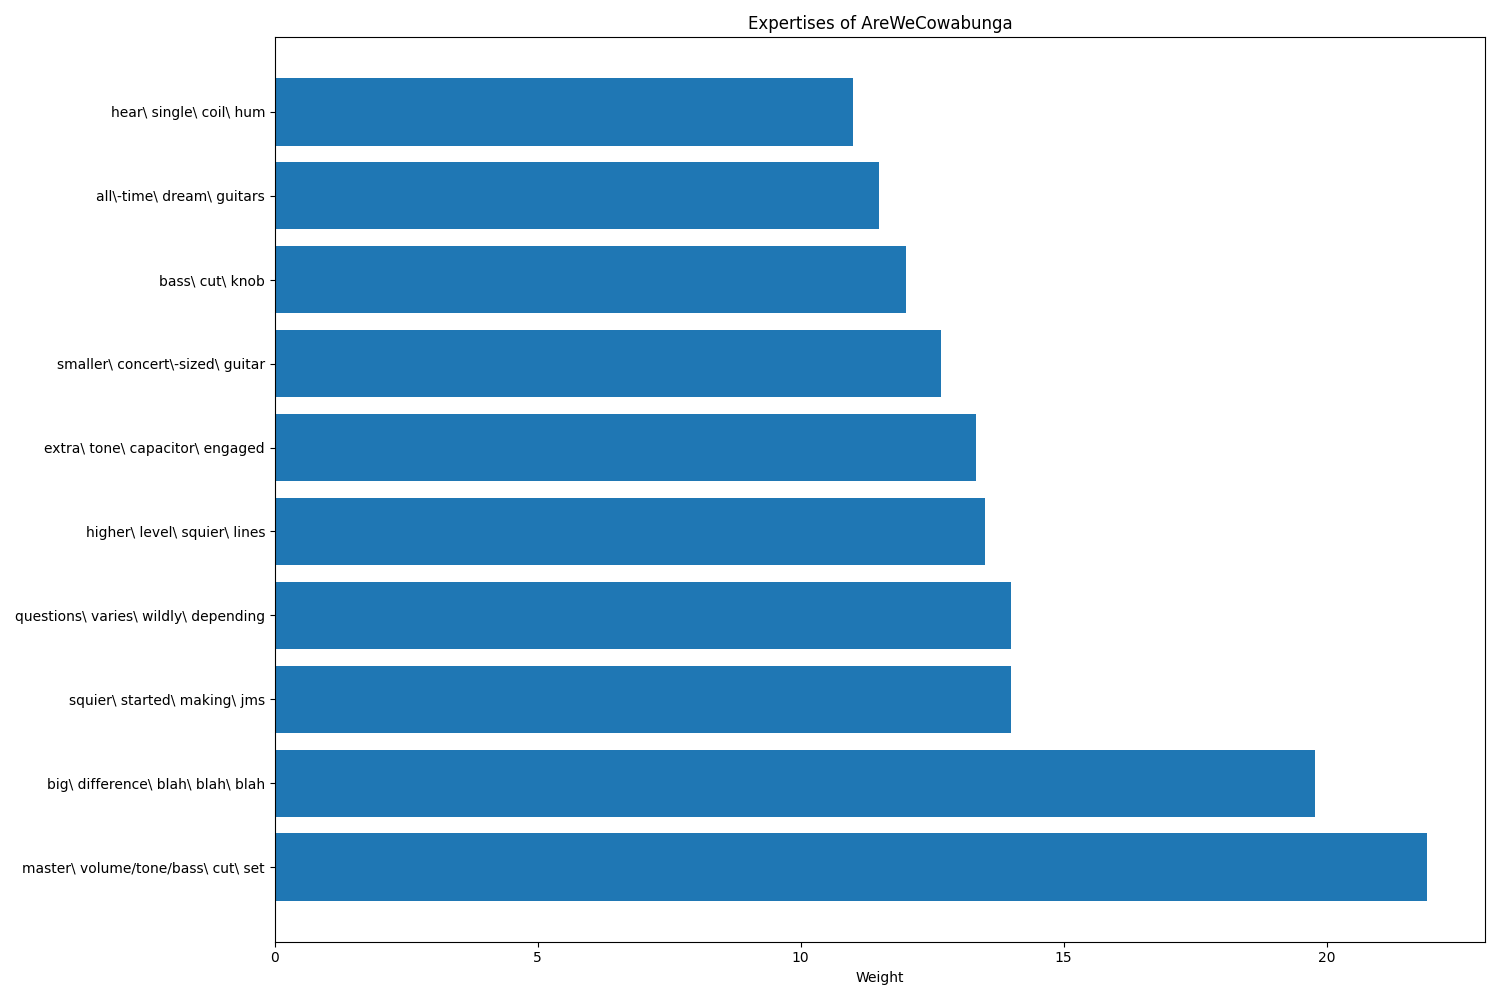 Expertises of AreWeCowabunga
hear\ single\ coil\ hum
all\-time\ dream\ guitars
bass\ cut\ knob
smaller\ concert\-sized\ guitar
extra\ tone\ capacitor\ engaged
higher\ level\ squier\ lines
questions\ varies\ wildly\ depending
squier\ started\ making\ jms
big\ difference\ blah\ blah\ blah
master\ volume/tone/bass\ cut\ set
0 5 10 15 20
Weight